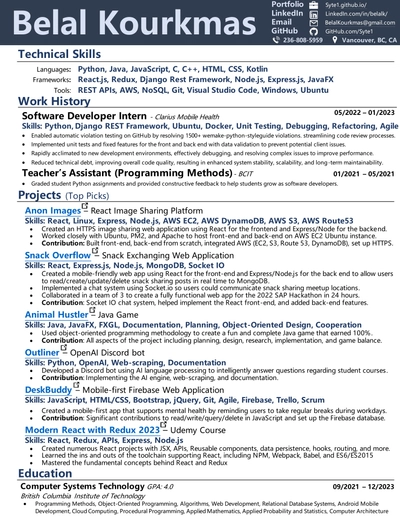 Belal Kourkmas
Portfolio Syte1.github.io/
LinkedIn LinkedIn.com/in/belalk/
Email BelalKourkmas@gmail.com
GitHub GitHub.com/Syte1
236-808-5959 Vancouver, BC, CA
Technical Skills
Languages: Python, Java, JavaScript, C, C++, HTML, CSS, Kotlin
Frameworks: React.js, Redux, Django Rest Framework, Node.js, Express.js, JavaFX
Tools: REST APIS, AWS, NoSQL, Git, Visual Studio Code, Windows, Ubuntu
Work History
Software Developer Intern - Clarius Mobile Health 05/2022 – 01/2023
Skills: Python, Django REST Framework, Ubuntu, Docker, Unit Testing, Debugging, Refactoring, Agile
• Enabled automatic validation testing on GitHub by resolving 1500+ wemake-python-styleguide violations. streamlining code review processes.
• Implemented unit tests and fixed features for the front and back end with data validation to prevent potential client issues.
• Rapidly acclimated to new development environments, effectively debugging, and resolving complex issues to improve performance.
• Reduced technical debt, improving overall code quality, resulting in enhanced system stability, scalability, and long-term maintainability.
Teacher's Assistant (Programming Methods) - BCIT 01/2021 – 05/2021
• Graded student Python assignments and provided constructive feedback to help students grow as software developers.
Projects (Top Picks)
Anon Images – React Image Sharing Platform
Skills: React, Linux, Express, Node.js, AWS EC2, AWS DynamoDB, AWS S3, AWS Route53
• Created an HTTPS image sharing web application using React for the frontend and Express/Node for the backend.
• Worked closely with Ubuntu, PM2, and Apache to host front-end and back-end on AWS EC2 Ubuntu instance.
• Contribution: Built front-end, back-end from scratch, integrated AWS (EC2, S3, Route 53, DynamoDB), set up HTTPS.
Snack Overflow – Snack Exchanging Web Application
Skills: React, Express.js, Node.js, MongoDB, Socket IO
• Created a mobile-friendly web app using React for the front-end and Express/Node for the back end to allow users
to read/create/update/delete snack sharing posts in real time to MongoDB.
• Implemented a chat system using Socket.io so users could communicate snack sharing meetup locations.
• Collaborated in a team of 3 to create a fully functional web app for the 2022 SAP Hackathon in 24 hours.
• Contribution: Socket IO chat system, helped implement the React front-end, and added back-end features.
Animal Hustler – Java Game
Skills: Java, JavaFX, FXGL, Documentation, Planning, Object-Oriented Design, Cooperation
• Used object-oriented programming methodology to create a fun and complete Java game that earned 100%.
• Contribution: All aspects of the project including planning, design, research, implementation, and game balance.
Outliner – OpenAI Discord bot
Skills: Python, OpenAI, Web-scraping, Documentation
• Developed a Discord bot using AI language processing to intelligently answer questions regarding student courses.
• Contribution: Implementing the AI engine, web-scraping, and documentation.
DeskBuddy – Mobile-first Firebase Web Application
Skills: JavaScript, HTML/CSS, Bootstrap, jQuery, Git, Agile, Firebase, Trello, Scrum
• Created a mobile-first app that supports mental health by reminding users to take regular breaks during workdays.
• Contribution: Significant contributions to read/write/query/delete in JavaScript and set up the Firebase database.
Modern React with Redux 2023 – Udemy Course
Skills: React, Redux, APIs, Express, Node.js
• Created numerous React projects with JSX, APIs, Reusable components, data persistence, hooks, routing, and more.
• Learned the ins and outs of the toolchain supporting React, including NPM, Webpack, Babel, and ES6/ES2015
• Mastered the fundamental concepts behind React and Redux
Education
Computer Systems Technology GPA: 4.0 09/2021 – 12/2023
British Columbia Institute of Technology
• Programming Methods, Object-Oriented Programming, Algorithms, Web Development, Relational Database Systems, Android Mobile
Development, Cloud Computing, Procedural Programming, Applied Mathematics, Applied Probability & Statistics, Computer Architecture